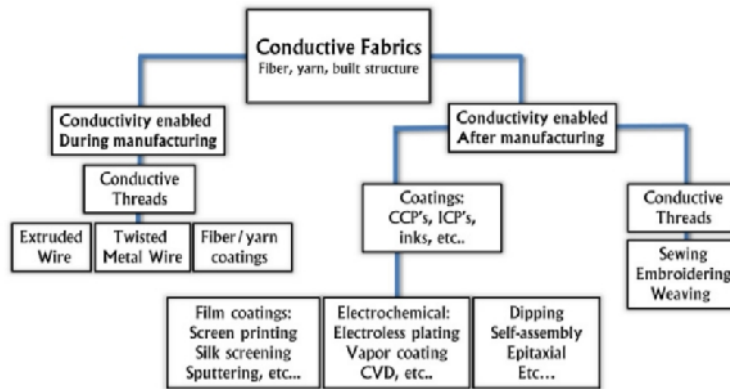 Conductive Fabrics
Fiber, yarn, built structure
Conductivity enabled
During manufacturing
Conductivity enabled
After manufacturing
Conductive
Threads
Coatings:
CCP's, ICP's,
inks, etc..
Conductive
Threads
Extruded
Wire
Twisted
Metal Wire
Fiber/yarn
coatings
Sewing
Embroidering
Weaving
Film coatings:
Screen printing
Silk screening
Sputtering, etc...
Electrochemical:
Electroless plating
Vapor coating
CVD, etc..
Dipping
Self-assembly
Epitaxial
Etc...